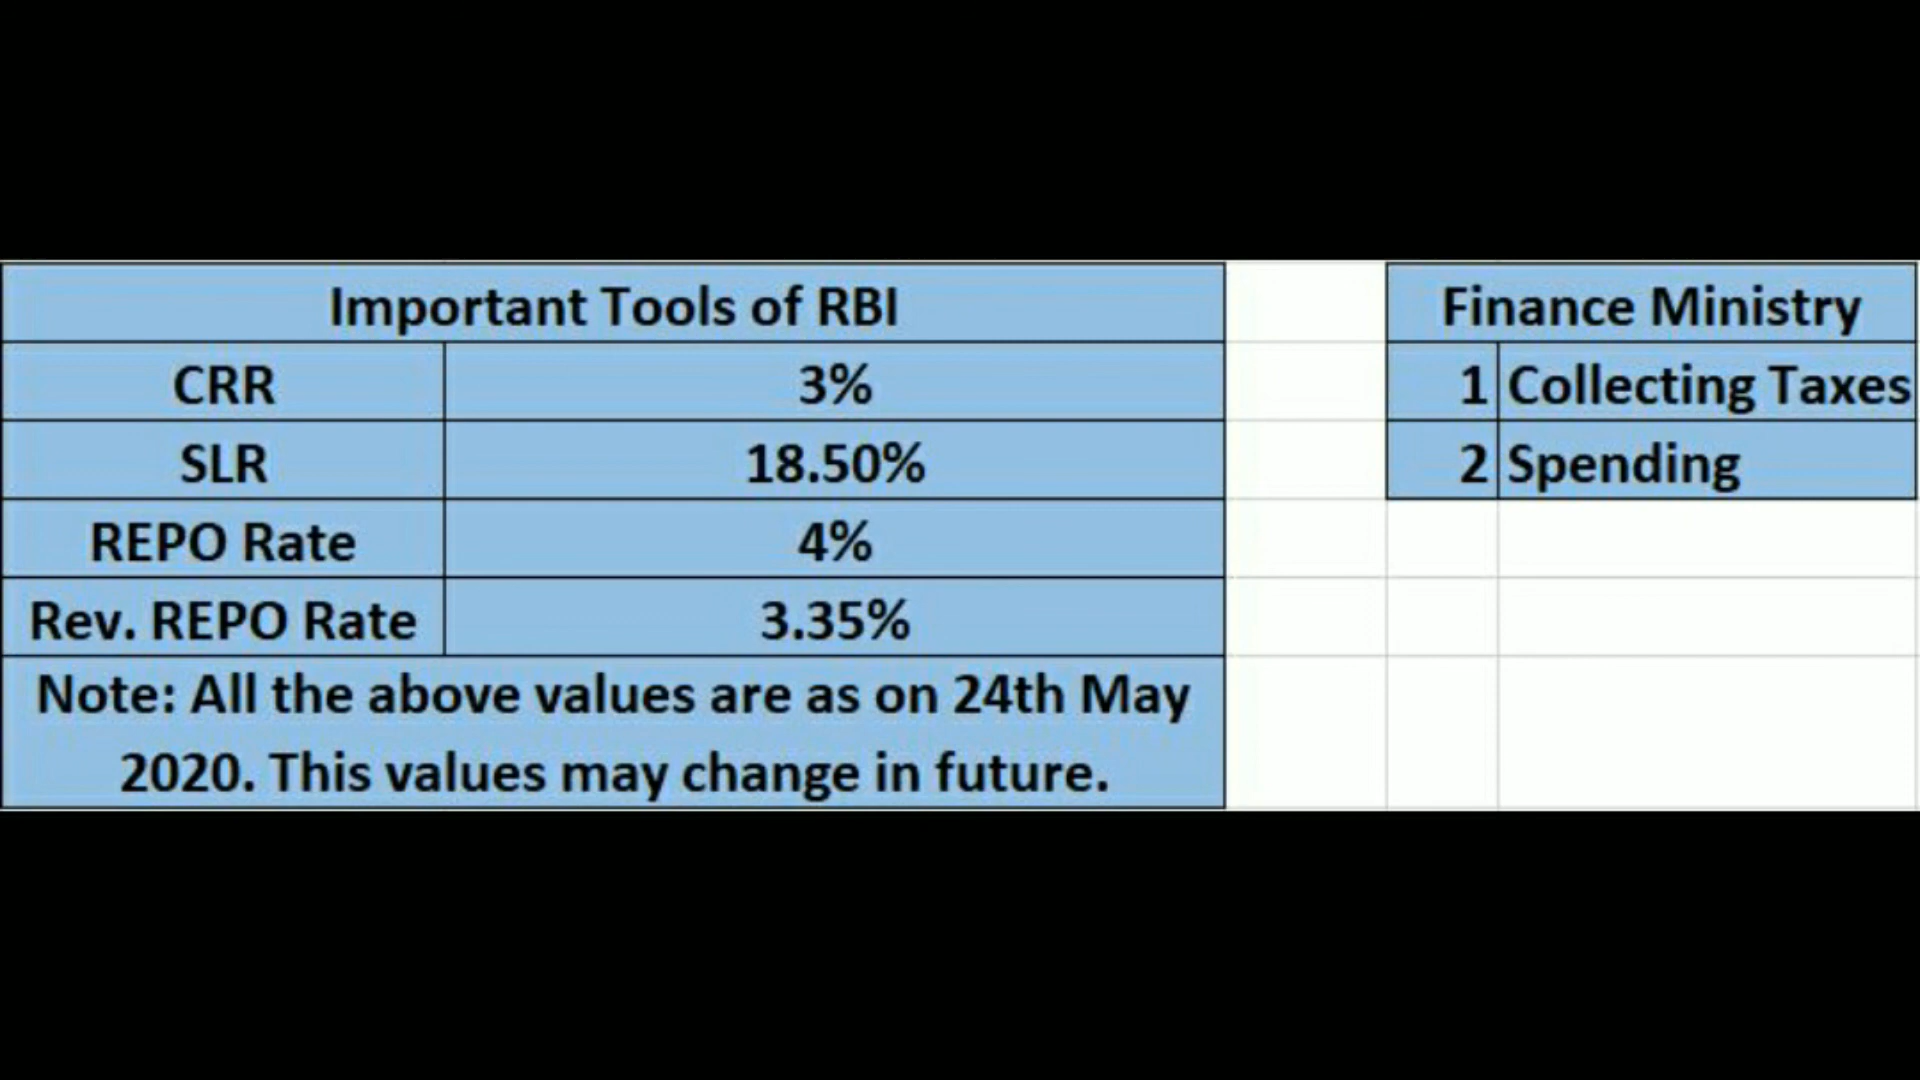 Important Tools of RBI
CRR 3%
SLR 18.50%
REPO Rate 4%
Rev. REPO Rate 3.35%
Note: All the above values are as on 24th May
2020. This values may change in future.
Finance Ministry
1 Collecting Taxes
2 Spending